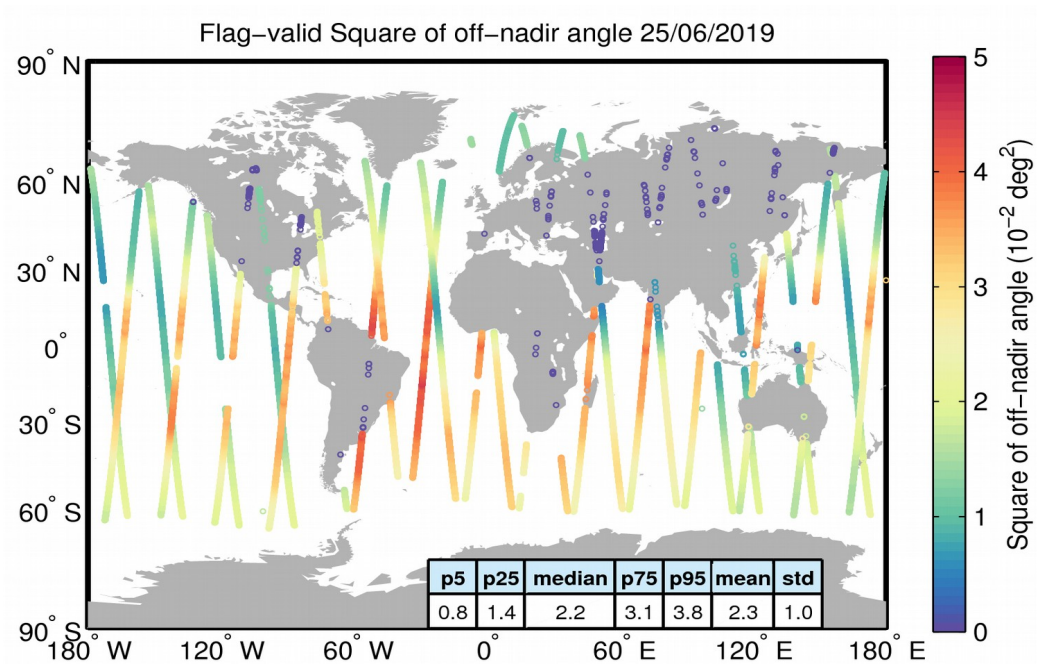 Flag−valid Square of off−nadir angle 25/06/2019
90° N
60° N
30° N
0°
30° S
60° S
90° S
180° W
120° W
60° W
0°
60° E
120° E
180° E
p5 p25 median p75 p95 mean std
0.8 1.4 2.2 3.1 3.8 2.3 1.0
5
4
3
2
1
0
Square of off−nadir angle (10⁻² deg²)